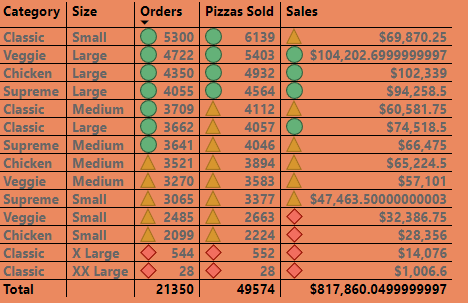 Category Size Orders Pizzas Sold Sales
Classic Small 5300 6139 $69,870.25
Veggie Large 4722 5403 $104,202.6999999997
Chicken Large 4350 4932 $102,339
Supreme Large 4055 4564 $94,258.5
Classic Medium 3709 4112 $60,581.75
Classic Large 3662 4057 $74,518.5
Supreme Medium 3641 4046 $66,475
Chicken Medium 3521 3894 $65,224.5
Veggie Medium 3270 3583 $57,101
Supreme Small 3065 3377 $47,463.50000000003
Veggie Small 2485 2663 $32,386.75
Chicken Small 2099 2224 $28,356
Classic X Large 544 552 $14,076
Classic XX Large 28 28 $1,006.6
Total 21350 49574 $817,860.0499999997